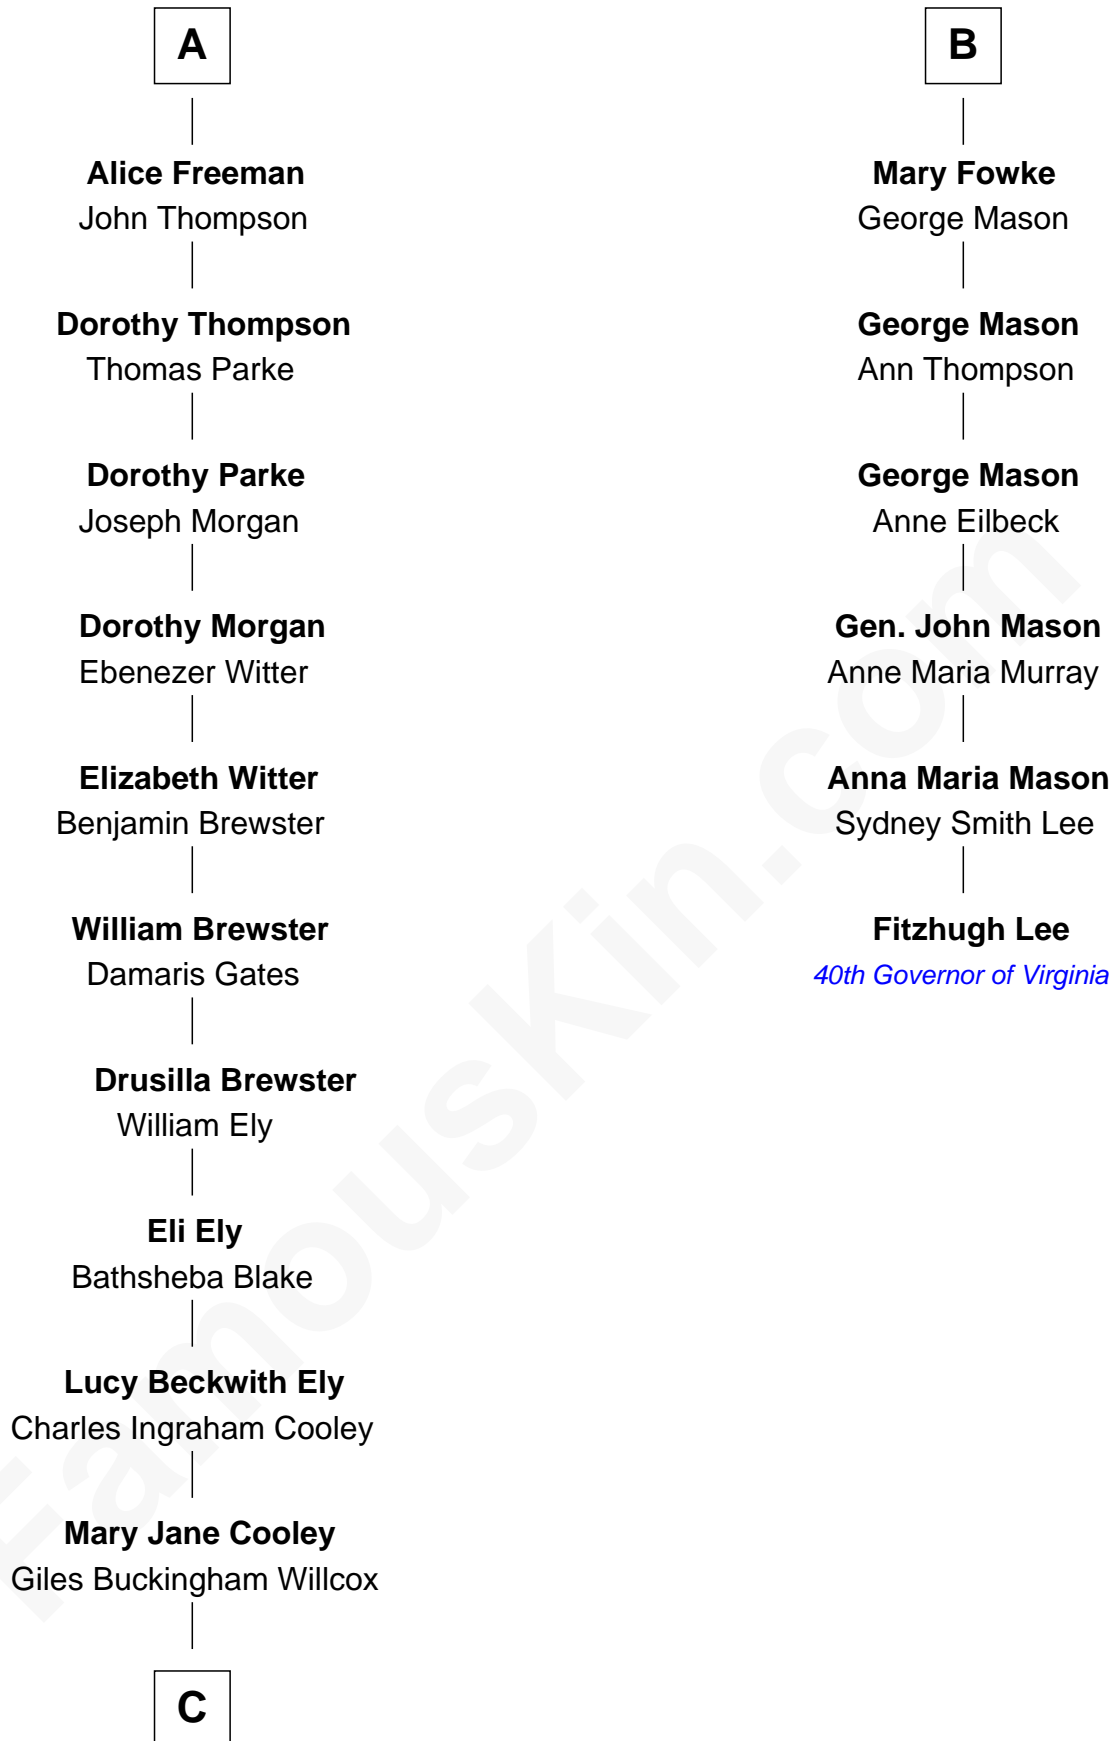 A
Alice Freeman
John Thompson
Dorothy Thompson
Thomas Parke
Dorothy Parke
Joseph Morgan
Dorothy Morgan
Ebenezer Witter
Elizabeth Witter
Benjamin Brewster
William Brewster
Damaris Gates
Drusilla Brewster
William Ely
Eli Ely
Bathsheba Blake
Lucy Beckwith Ely
Charles Ingraham Cooley
Mary Jane Cooley
Giles Buckingham Willcox
C
B
Mary Fowke
George Mason
George Mason
Ann Thompson
George Mason
Anne Eilbeck
Gen. John Mason
Anne Maria Murray
Anna Maria Mason
Sydney Smith Lee
Fitzhugh Lee
40th Governor of Virginia
FamousKin.com